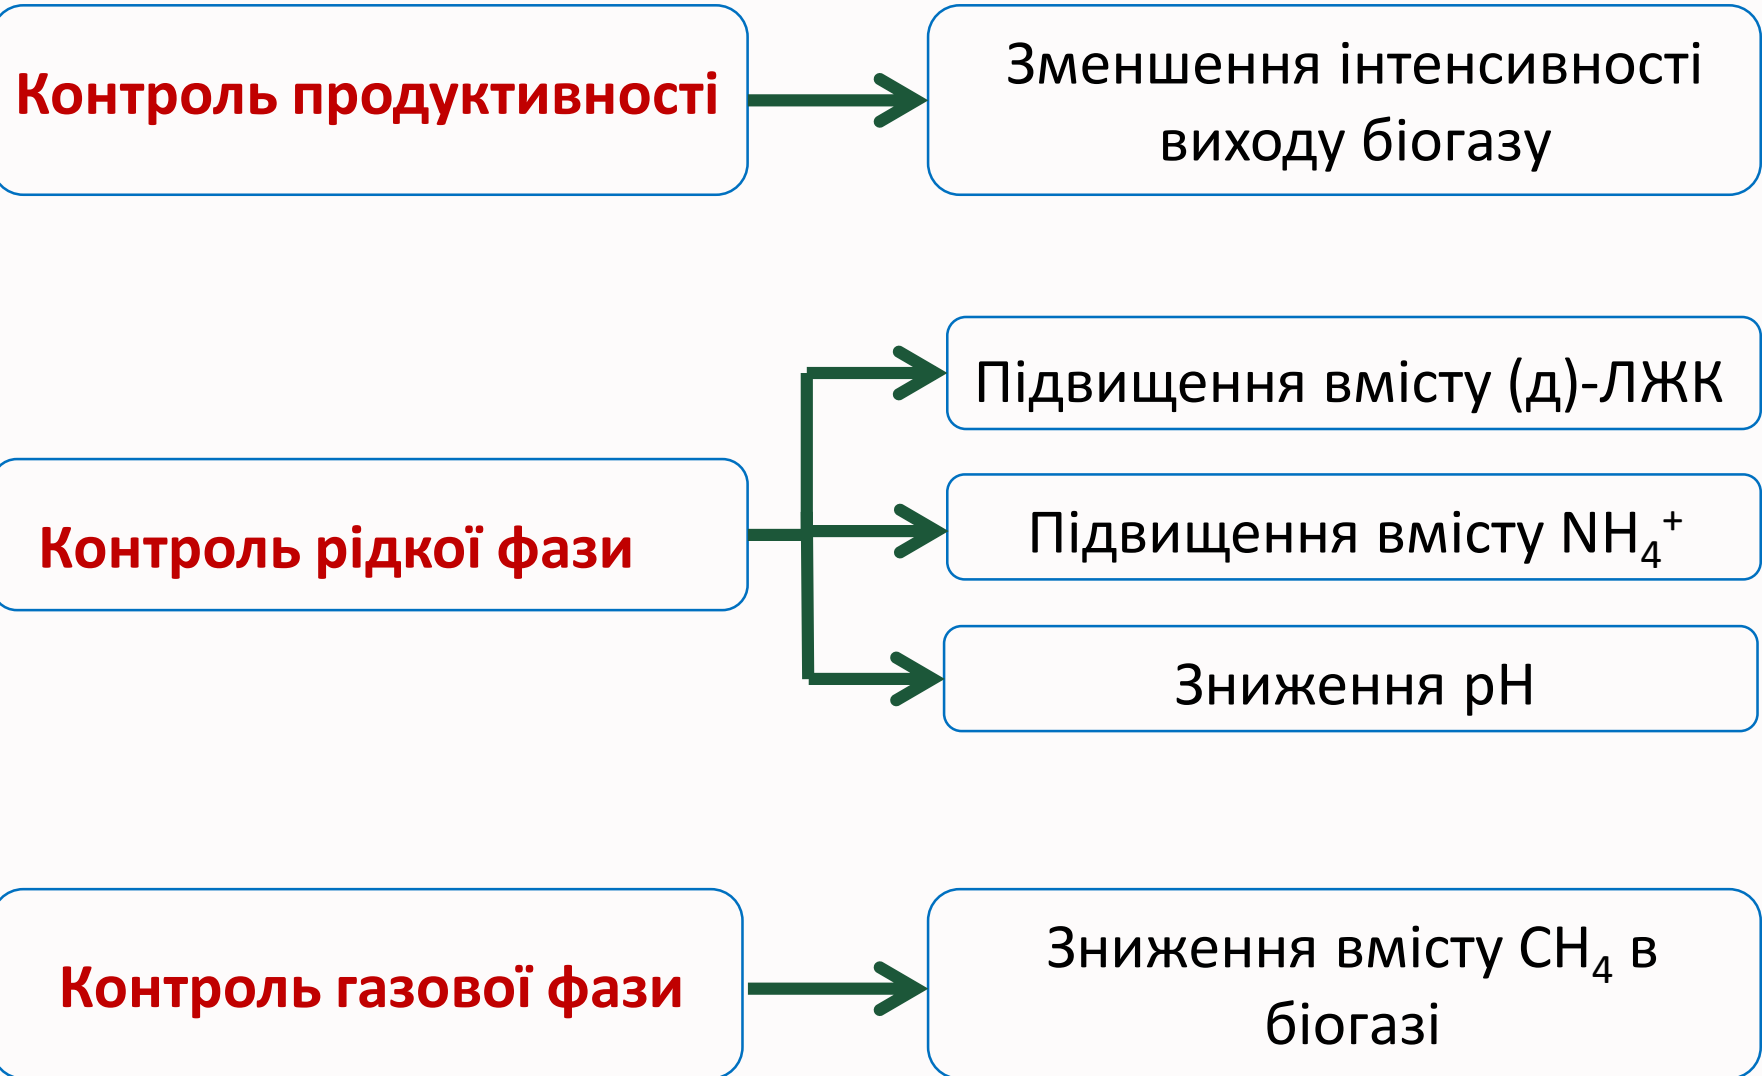 Контроль продуктивності
Зменшення інтенсивності
виходу біогазу
Підвищення вмісту (д)-ЛЖК
Контроль рідкої фази
Підвищення вмісту NH₄⁺
Зниження pH
Контроль газової фази
Зниження вмісту CH₄ в
біогазі